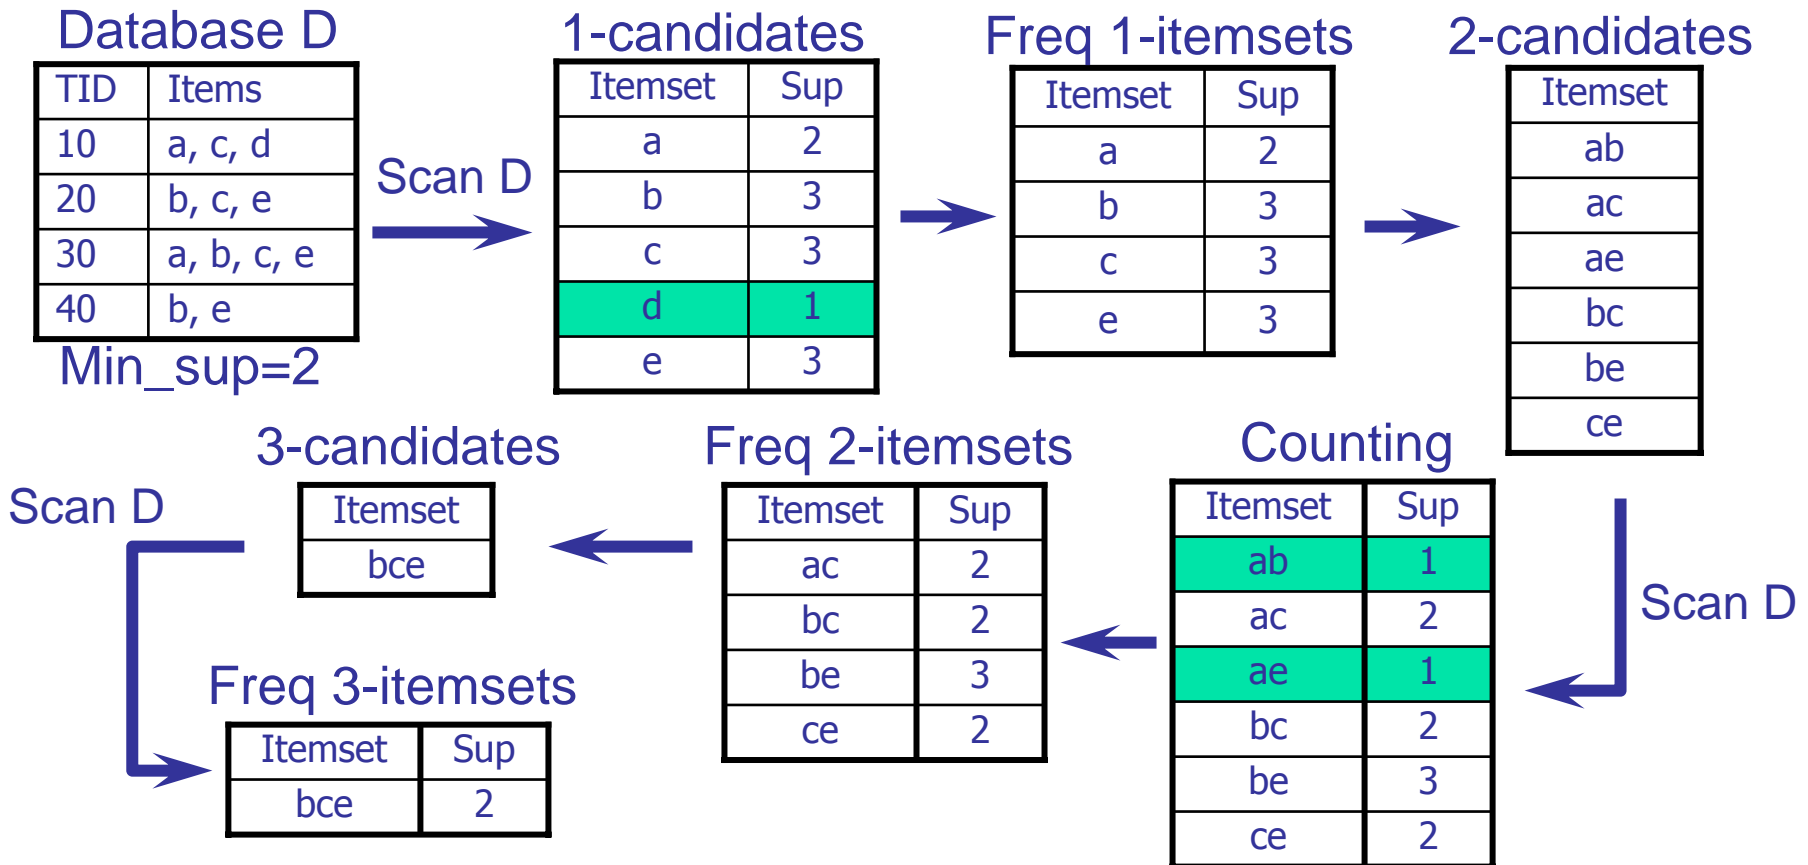 Database D
TID Items
10 a, c, d
20 b, c, e
30 a, b, c, e
40 b, e
Min_sup=2
Scan D
1-candidates
Itemset Sup
a 2
b 3
c 3
d 1
e 3
Freq 1-itemsets
Itemset Sup
a 2
b 3
c 3
e 3
2-candidates
Itemset
ab
ac
ae
bc
be
ce
Scan D
Counting
Itemset Sup
ab 1
ac 2
ae 1
bc 2
be 3
ce 2
Freq 2-itemsets
Itemset Sup
ac 2
bc 2
be 3
ce 2
3-candidates
Itemset
bce
Scan D
Freq 3-itemsets
Itemset Sup
bce 2